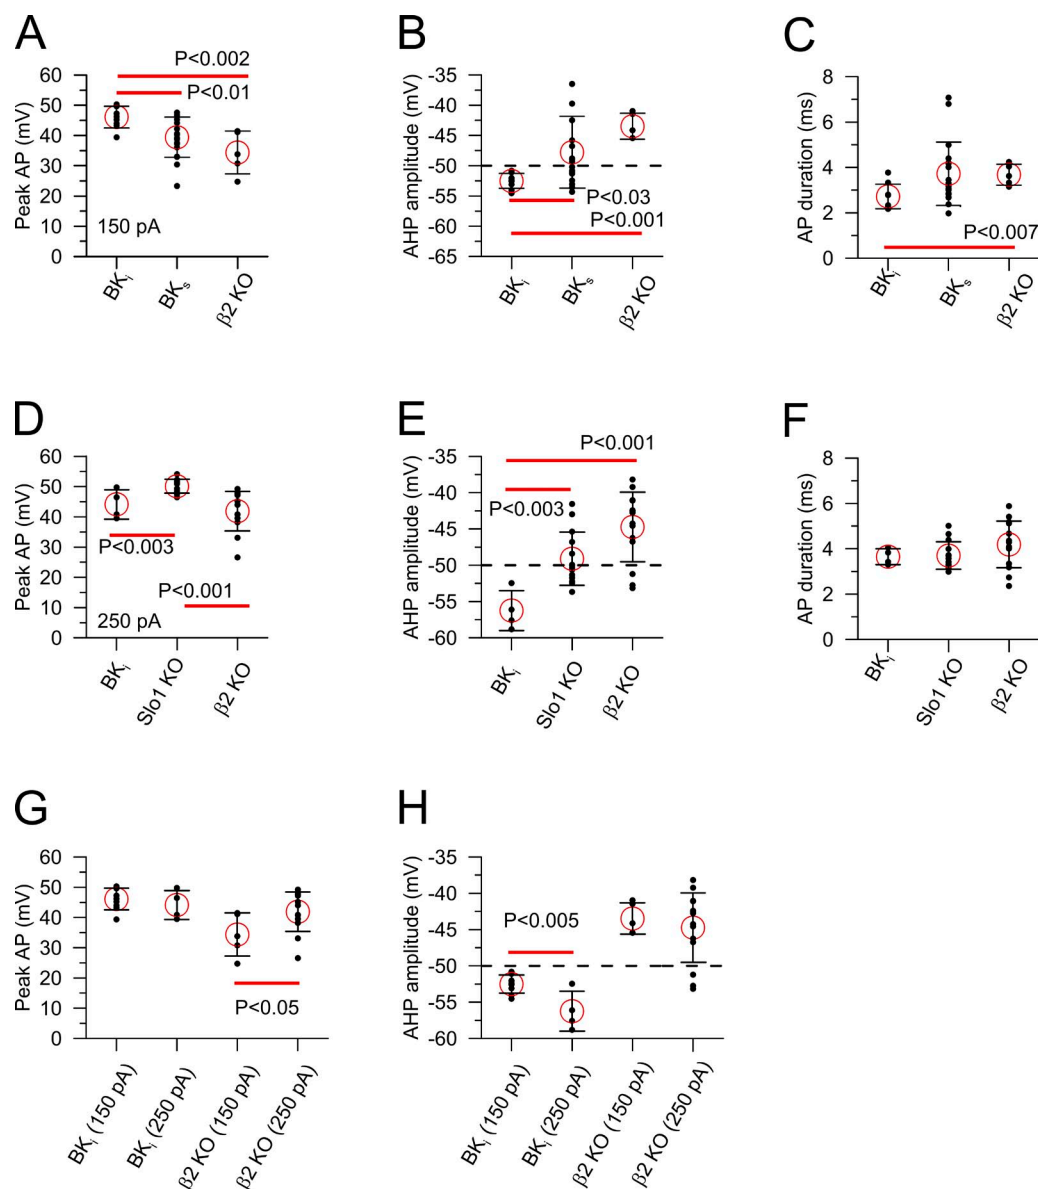 A
Peak AP (mV)
60
50
40
30
20
10
0
P<0.002
P<0.01
150 pA
BKi
BKs
β2 KO
B
AHP amplitude (mV)
-35
-40
-45
-50
-55
-60
-65
P<0.03
P<0.001
BKi
BKs
β2 KO
C
AP duration (ms)
8
6
4
2
0
P<0.007
BKi
BKs
β2 KO
D
Peak AP (mV)
60
50
40
30
20
10
0
P<0.003
P<0.001
250 pA
BKi
Slo1 KO
β2 KO
E
AHP amplitude (mV)
-35
-40
-45
-50
-55
-60
P<0.001
P<0.003
BKi
Slo1 KO
β2 KO
F
AP duration (ms)
8
6
4
2
0
BKi
Slo1 KO
β2 KO
G
Peak AP (mV)
60
50
40
30
20
10
0
P<0.05
BKi (150 pA)
BKi (250 pA)
β2 KO (150 pA)
β2 KO (250 pA)
H
AHP amplitude (mV)
-35
-40
-45
-50
-55
-60
P<0.005
BKi (150 pA)
BKi (250 pA)
β2 KO (150 pA)
β2 KO (250 pA)